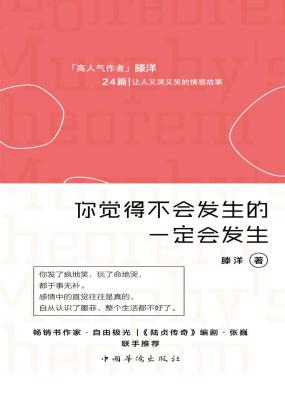 Murphy's
theorem
「高人气作者」滕洋
24篇|让人又哭又笑的情感故事
你觉得不会发生的
一定会发生
滕洋 著
你发了疯地笑，玩了命地哭，
都于事无补。
感情中的直觉往往是真的，
自从认识了墨菲，整个生活都不好了。
畅销书作家·自由极光 |《陆贞传奇》编剧·张巍
联手推荐
中国华侨出版社